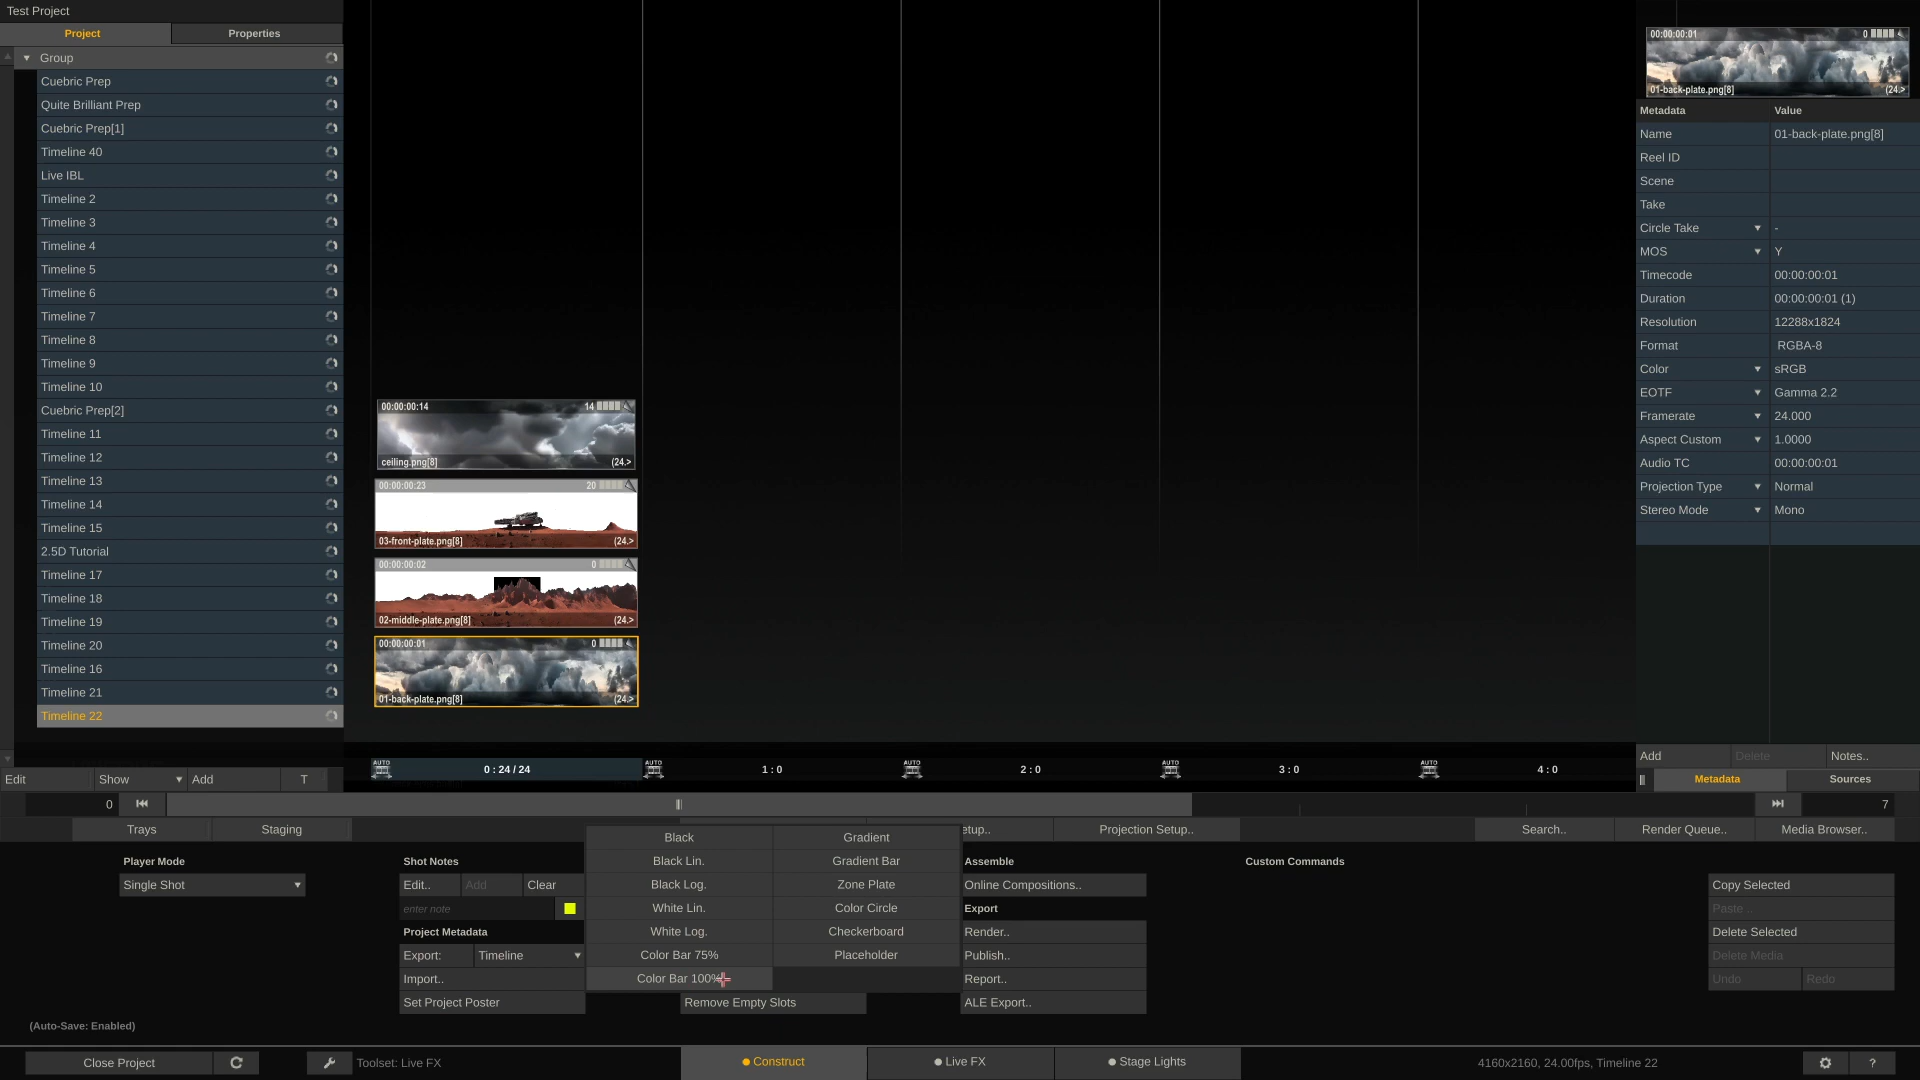 Test Project
Project
Properties
Group
Cuebric Prep
Quite Brilliant Prep
Cuebric Prep[1]
Timeline 40
Live IBL
Timeline 2
Timeline 3
Timeline 4
Timeline 5
Timeline 6
Timeline 7
Timeline 8
Timeline 9
Timeline 10
Cuebric Prep[2]
Timeline 11
Timeline 12
Timeline 13
Timeline 14
Timeline 15
2.5D Tutorial
Timeline 17
Timeline 18
Timeline 19
Timeline 20
Timeline 16
Timeline 21
Timeline 22
Edit
Show
Add
T
00:00:00:14 14
ceiling.png[8] (24.>
00:00:00:23 20
03-front-plate.png[8] (24.>
00:00:00:02 0
02-middle-plate.png[8] (24.>
00:00:00:01 0
01-back-plate.png[8] (24.>
AUTO
0 : 24 / 24
AUTO
1 : 0
AUTO
2 : 0
AUTO
3 : 0
AUTO
4 : 0
00:00:00:01 0
01-back-plate.png[8] (24.>
Metadata Value
Name 01-back-plate.png[8]
Reel ID
Scene
Take
Circle Take -
MOS Y
Timecode 00:00:00:01
Duration 00:00:00:01 (1)
Resolution 12288x1824
Format RGBA-8
Color sRGB
EOTF Gamma 2.2
Framerate 24.000
Aspect Custom 1.0000
Audio TC 00:00:00:01
Projection Type Normal
Stereo Mode Mono
Add
Delete
Notes..
Metadata
Sources
0
7
Trays
Staging
etup..
Projection Setup..
Search..
Render Queue..
Media Browser..
Player Mode
Single Shot
Shot Notes
Edit..
Add
Clear
enter note
Project Metadata
Export:
Timeline
Import..
Set Project Poster
Black
Gradient
Black Lin.
Gradient Bar
Black Log.
Zone Plate
White Lin.
Color Circle
White Log.
Checkerboard
Color Bar 75%
Placeholder
Color Bar 100%
Remove Empty Slots
Assemble
Online Compositions..
Export
Render..
Publish..
Report..
ALE Export..
Custom Commands
Copy Selected
Paste ..
Delete Selected
Delete Media
Undo
Redo
(Auto-Save: Enabled)
Close Project
Toolset: Live FX
Construct
Live FX
Stage Lights
4160x2160, 24.00fps, Timeline 22
?